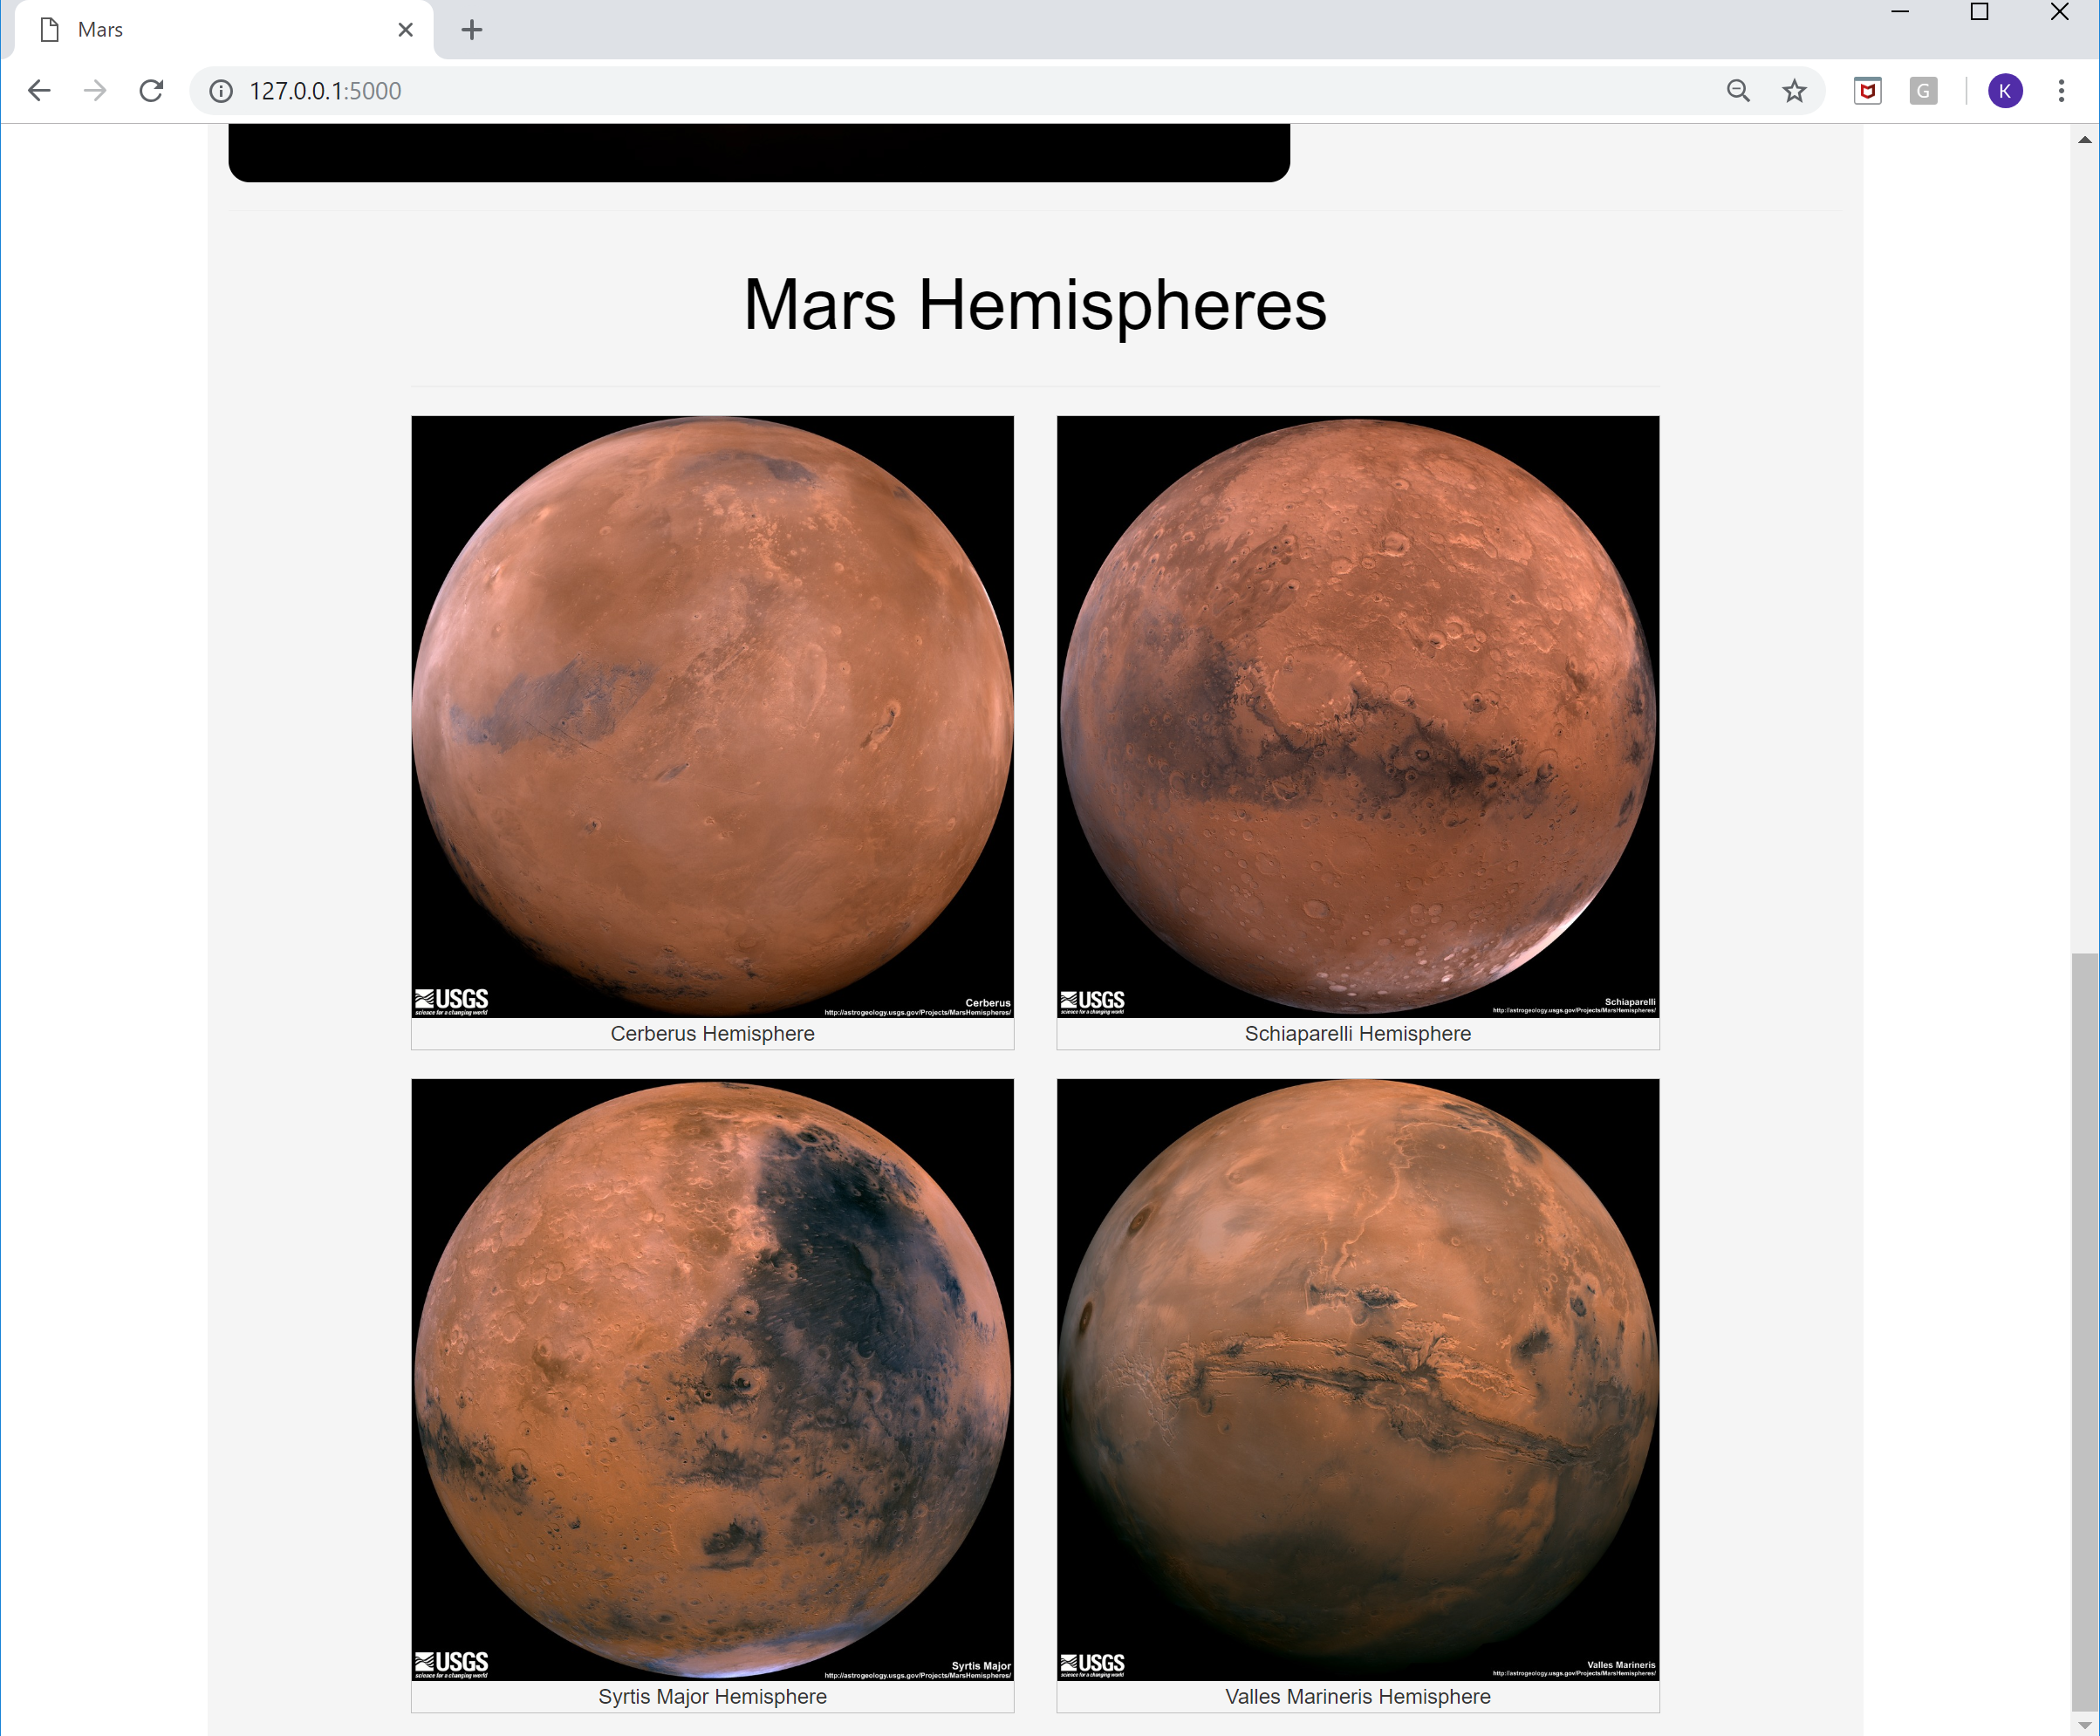 Mars
127.0.0.1:5000
G
K
Mars Hemispheres
USGS
science for a changing world
Cerberus
http://astrogeology.usgs.gov/Projects/MarsHemispheres/
Cerberus Hemisphere
USGS
science for a changing world
Schiaparelli
http://astrogeology.usgs.gov/Projects/MarsHemispheres/
Schiaparelli Hemisphere
USGS
science for a changing world
Syrtis Major
http://astrogeology.usgs.gov/Projects/MarsHemispheres/
Syrtis Major Hemisphere
USGS
science for a changing world
Valles Marineris
http://astrogeology.usgs.gov/Projects/MarsHemispheres/
Valles Marineris Hemisphere